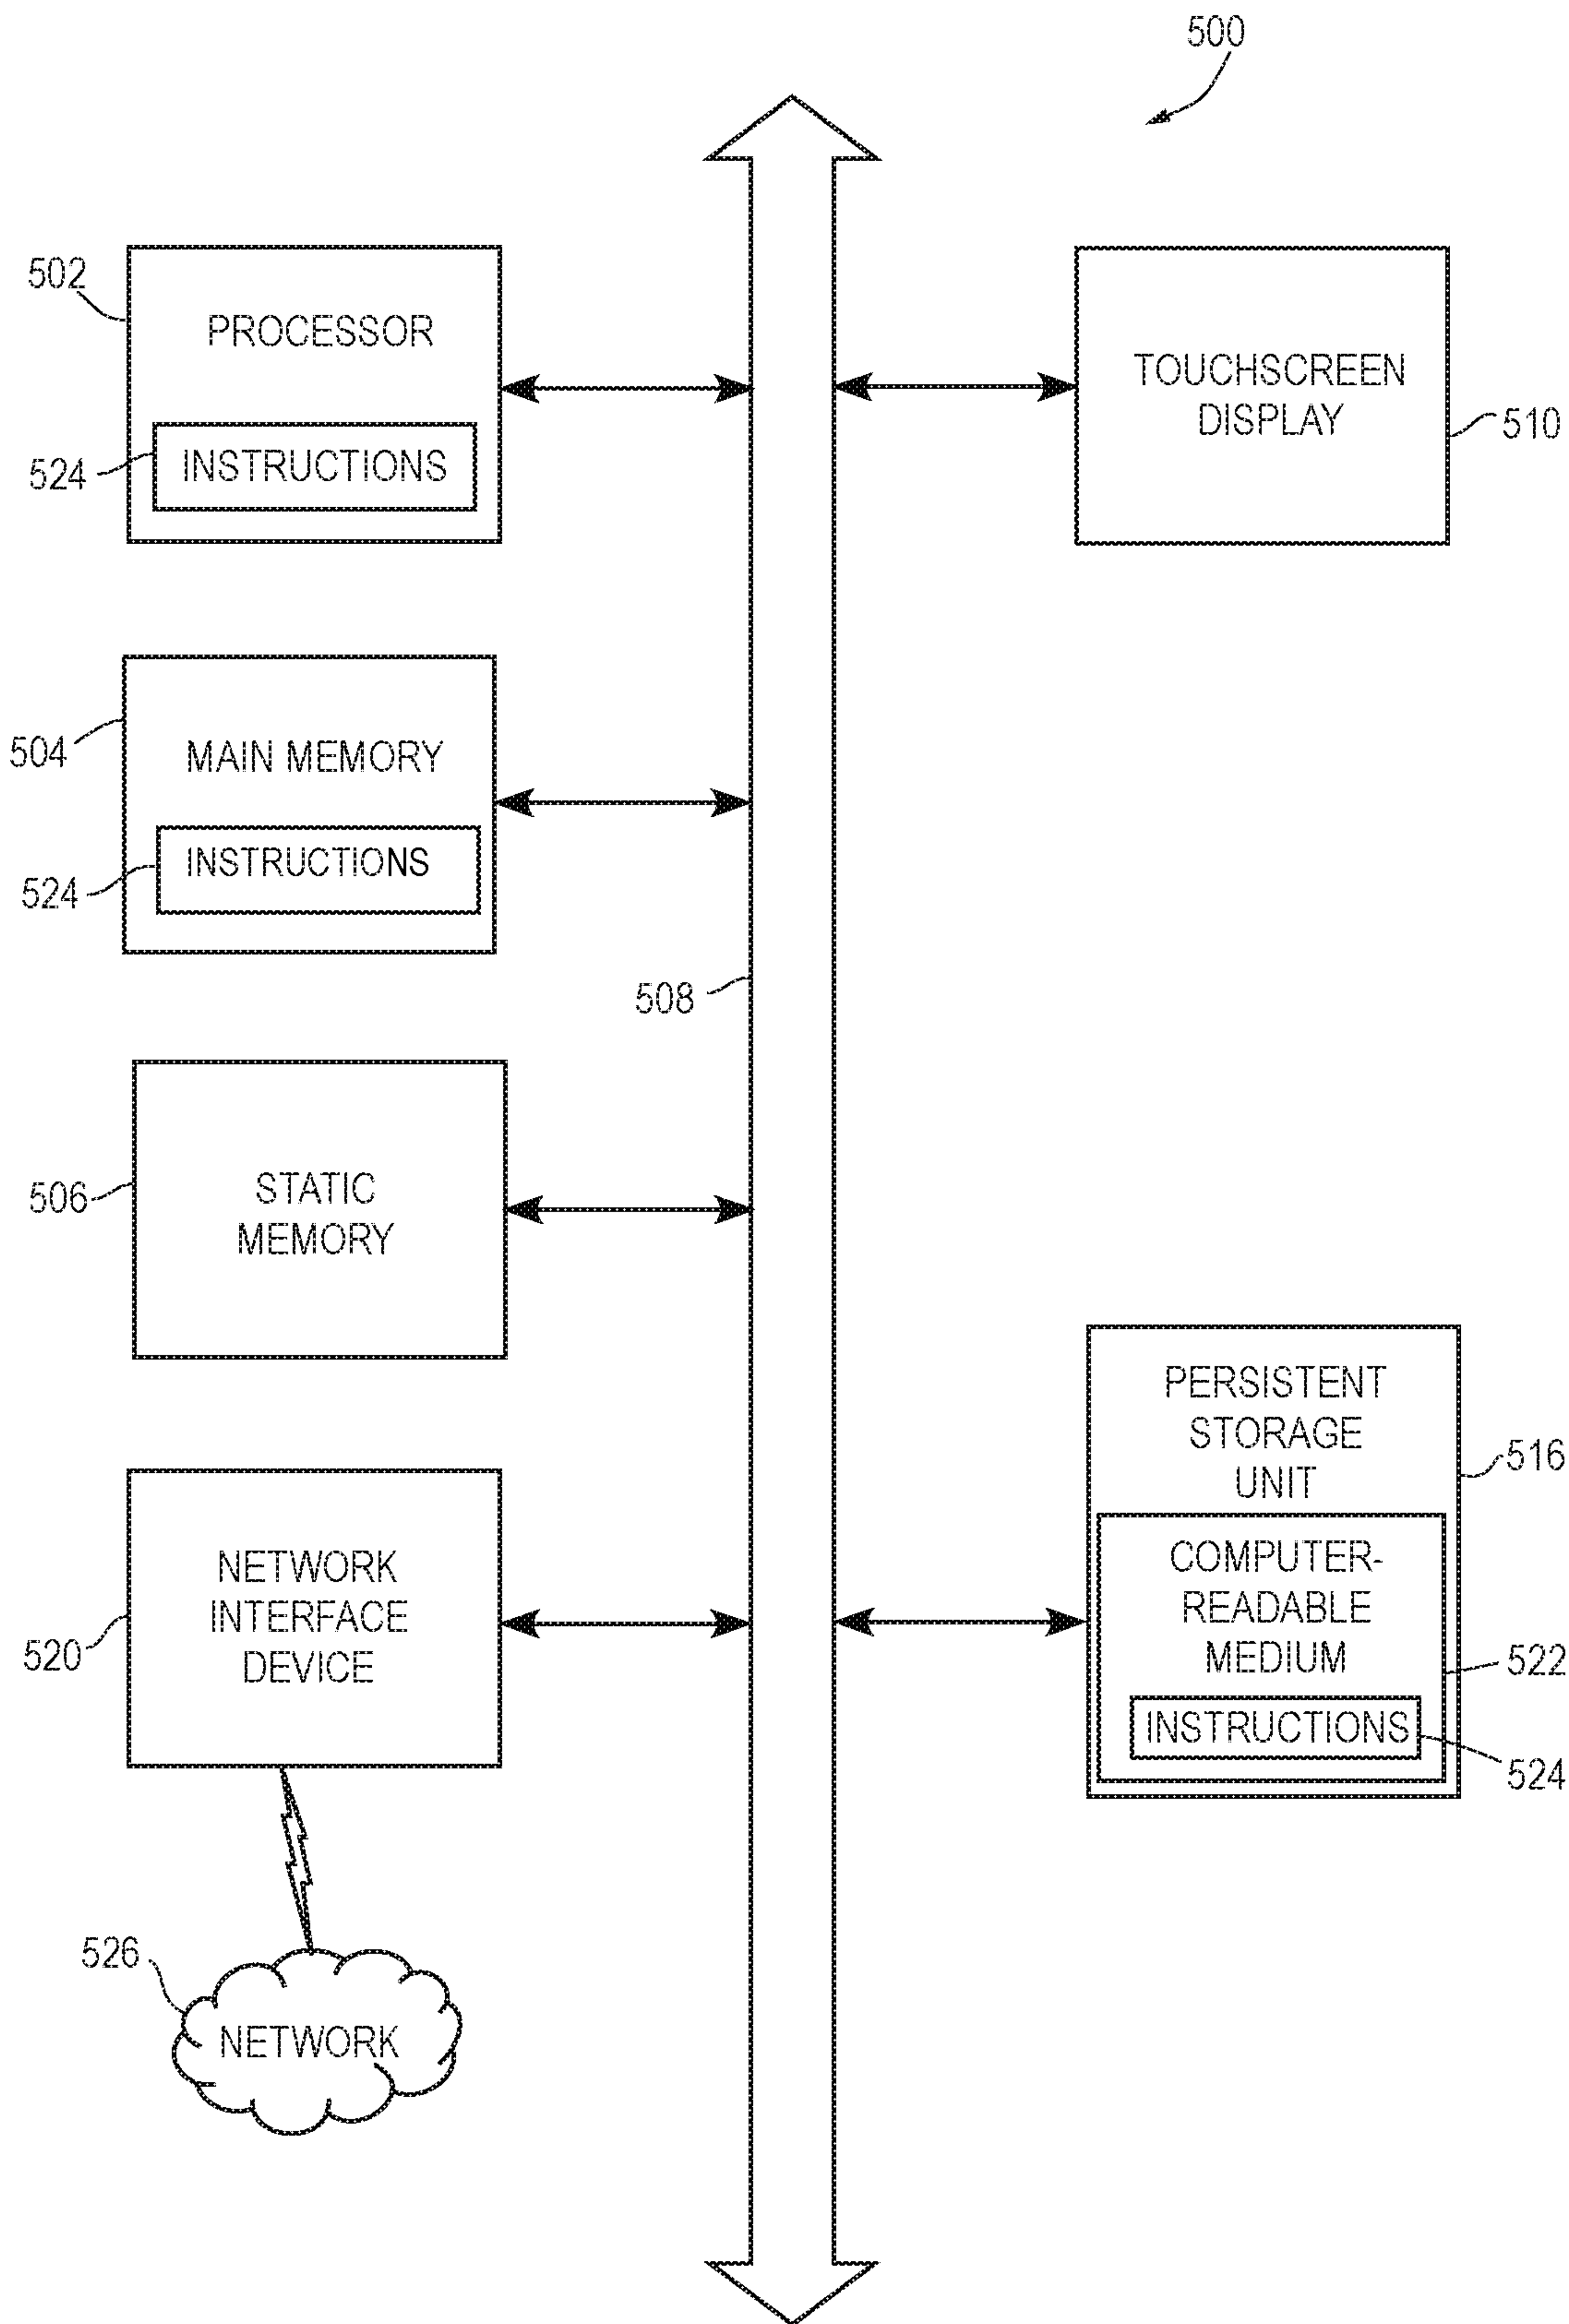 500
502
PROCESSOR
524
INSTRUCTIONS
TOUCHSCREEN
DISPLAY
510
504
MAIN MEMORY
524
INSTRUCTIONS
508
506
STATIC
MEMORY
PERSISTENT
STORAGE
UNIT
516
COMPUTER-
READABLE
MEDIUM
522
INSTRUCTIONS
524
NETWORK
INTERFACE
DEVICE
520
526
NETWORK